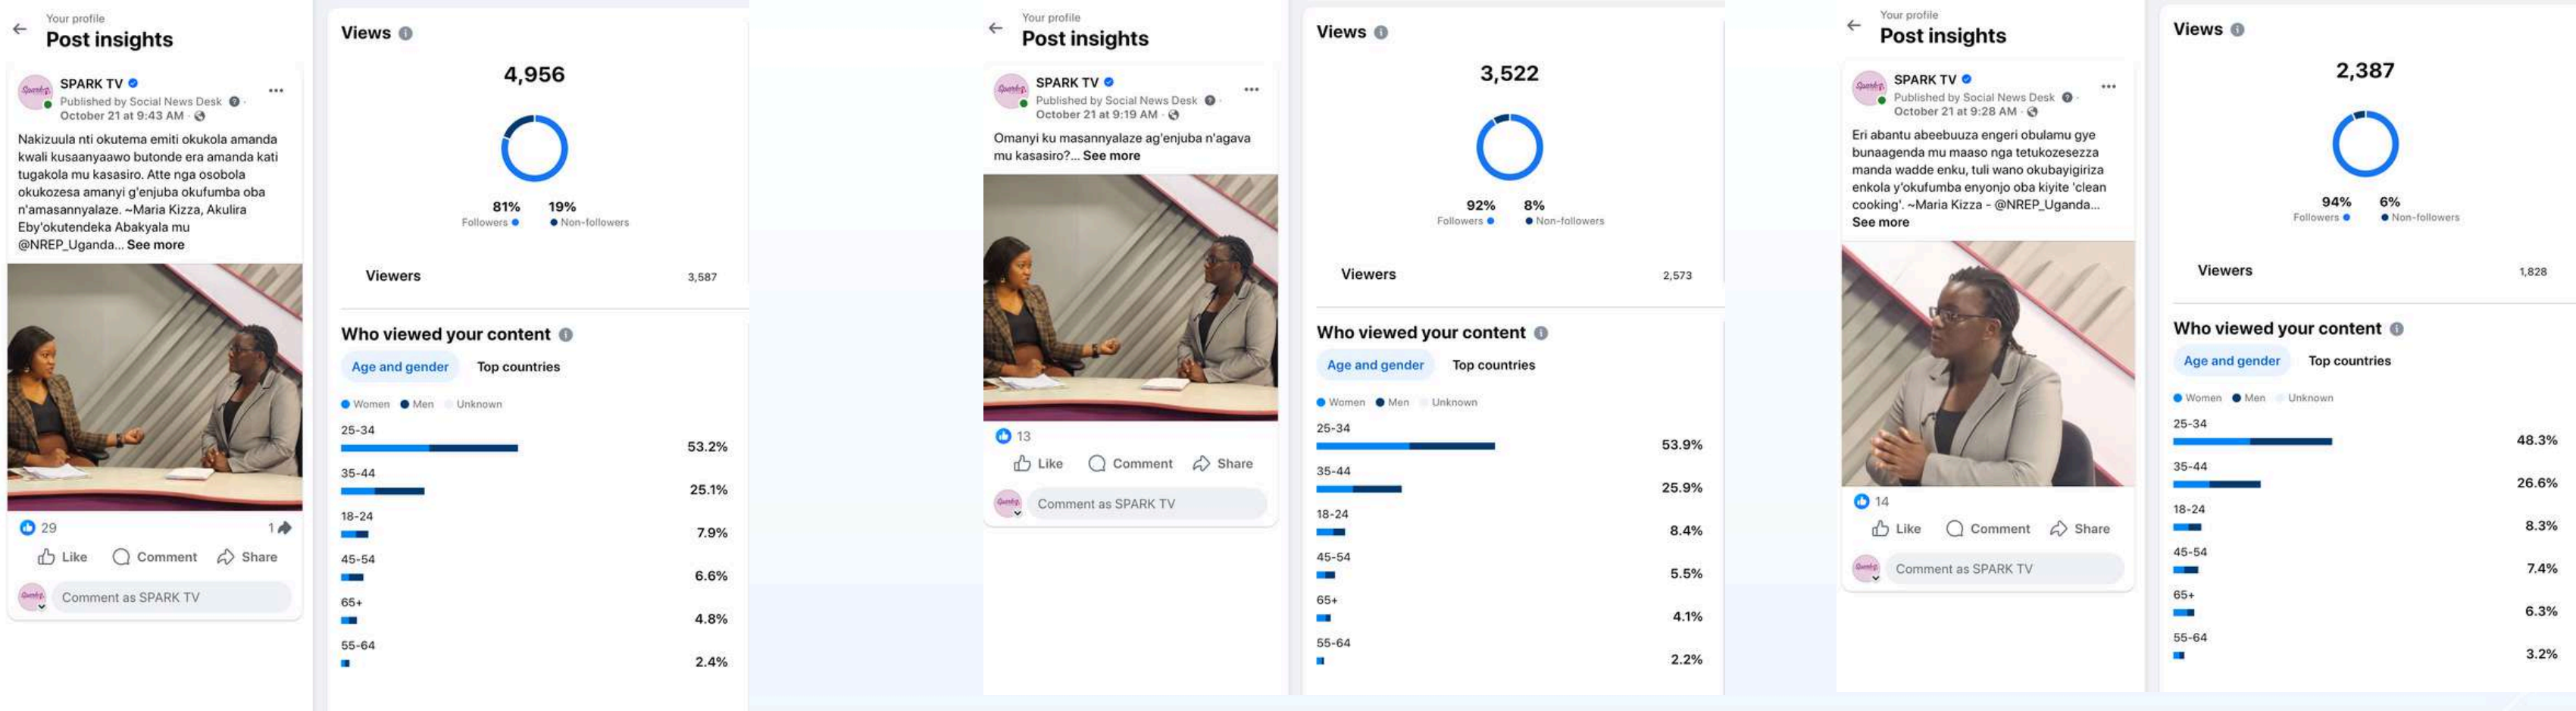 Your profile
Post insights
SPARK TV
Published by Social News Desk ·
October 21 at 9:43 AM ·
Nakizuula nti okutema emiti okukola amanda
kwali kusaanyaawo butonde era amanda kati
tugakola mu kasasiro. Atte nga osobola
okukozesa amanyi g'enjuba okufumba oba
n'amasannyalaze. ~Maria Kizza, Akulira
Eby'okutendeka Abakyala mu
@NREP_Uganda... See more
29
1
Like Comment Share
Comment as SPARK TV
Views
4,956
81% 19%
Followers Non-followers
Viewers 3,587
Who viewed your content
Age and gender Top countries
Women Men Unknown
25-34
53.2%
35-44
25.1%
18-24
7.9%
45-54
6.6%
65+
4.8%
55-64
2.4%
Your profile
Post insights
SPARK TV
Published by Social News Desk ·
October 21 at 9:19 AM ·
Omanyi ku masannyalaze ag'enjuba n'agava
mu kasasiro?... See more
13
Like Comment Share
Comment as SPARK TV
Views
3,522
92% 8%
Followers Non-followers
Viewers 2,573
Who viewed your content
Age and gender Top countries
Women Men Unknown
25-34
53.9%
35-44
25.9%
18-24
8.4%
45-54
5.5%
65+
4.1%
55-64
2.2%
Your profile
Post insights
SPARK TV
Published by Social News Desk ·
October 21 at 9:28 AM ·
Eri abantu abeebuuza engeri obulamu gye
bunaagenda mu maaso nga tetukozesezza
manda wadde enku, tuli wano okubayigiriza
enkola y'okufumba enyonjo oba kiyite 'clean
cooking'. ~Maria Kizza - @NREP_Uganda...
See more
14
Like Comment Share
Comment as SPARK TV
Views
2,387
94% 6%
Followers Non-followers
Viewers 1,828
Who viewed your content
Age and gender Top countries
Women Men Unknown
25-34
48.3%
35-44
26.6%
18-24
8.3%
45-54
7.4%
65+
6.3%
55-64
3.2%